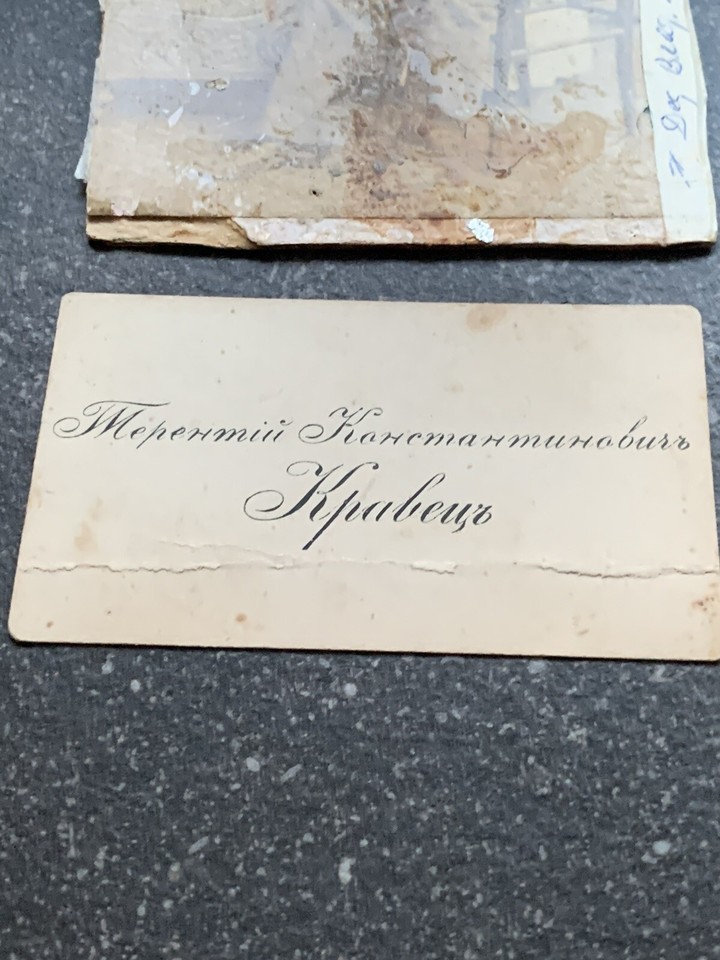 Терентій Константиновичъ
Кравецъ